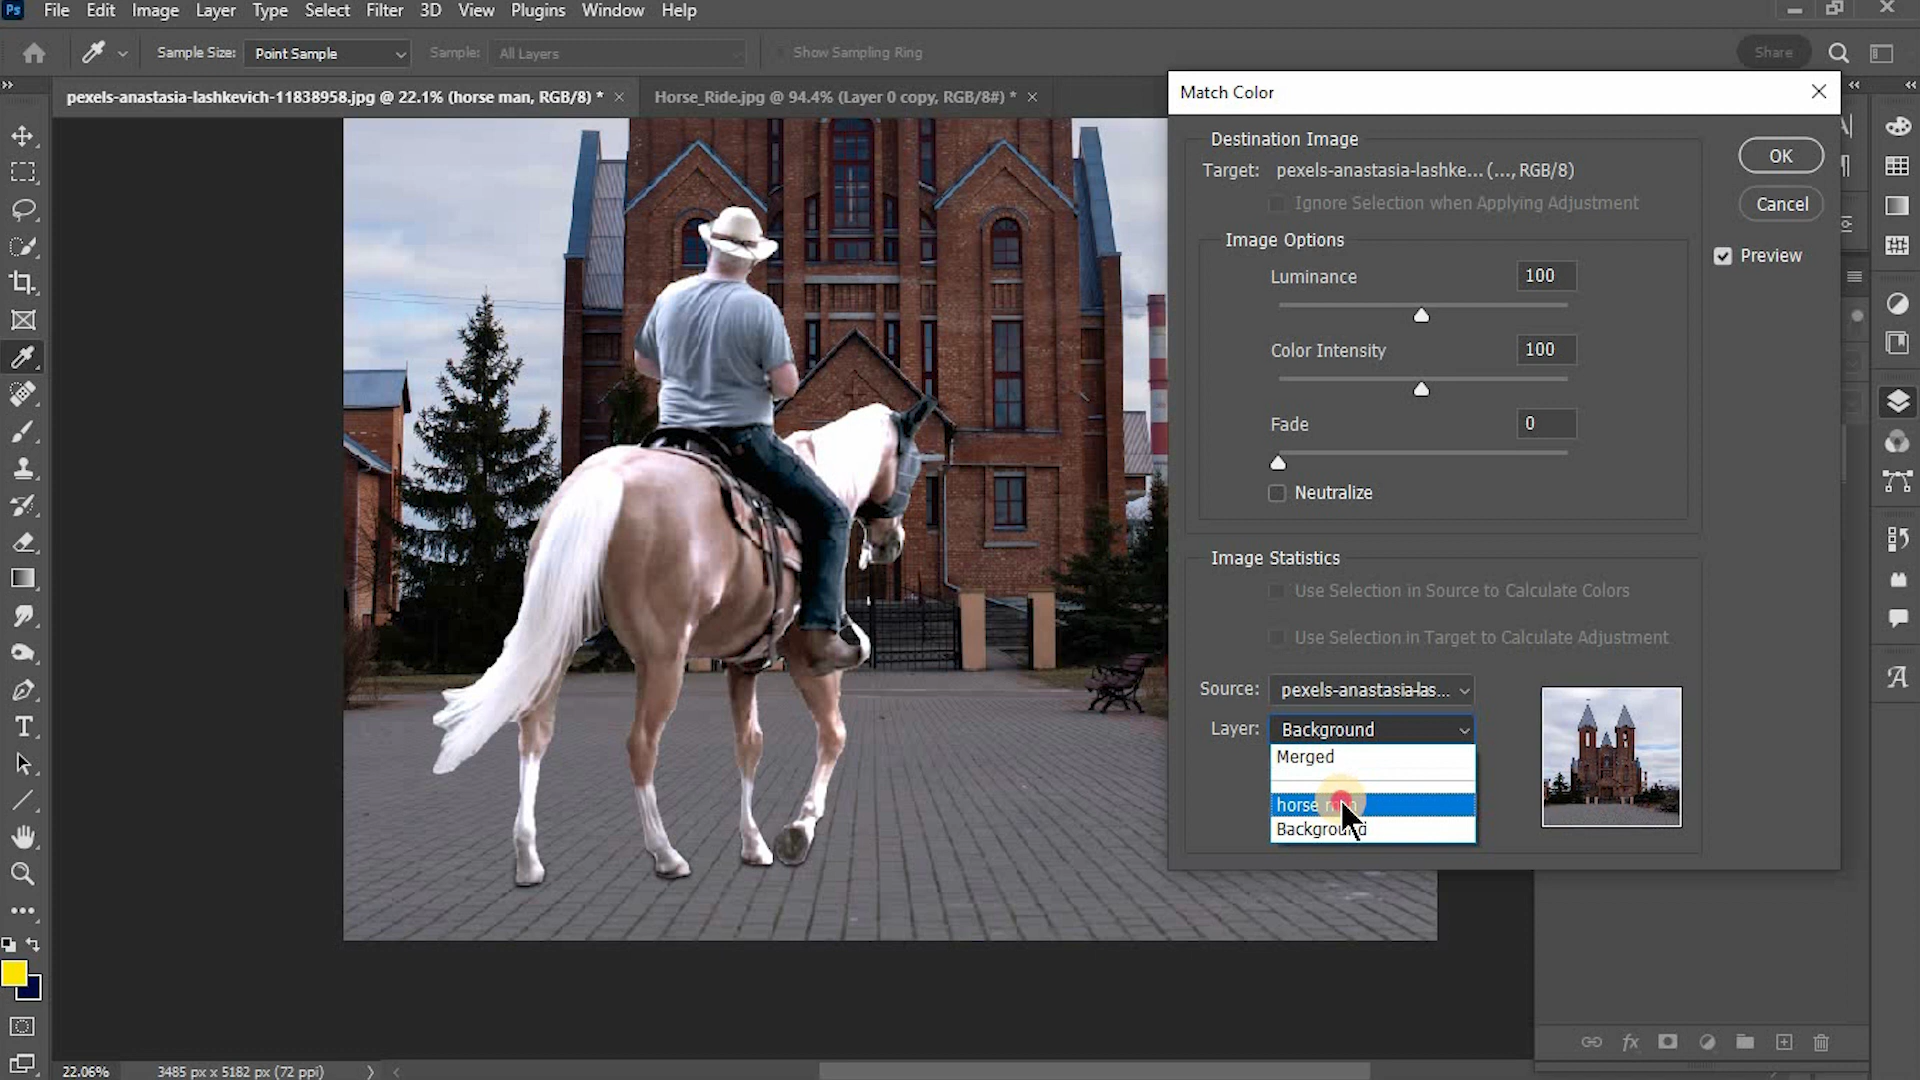 Ps File Edit Image Layer Type Select Filter 3D View Plugins Window Help
Sample Size: Point Sample Sample: All Layers Show Sampling Ring Share
pexels-anastasia-lashkevich-11838958.jpg @ 22.1% (horse man, RGB/8) * Horse_Ride.jpg @ 94.4% (Layer 0 copy, RGB/8#) *
Match Color
Destination Image
Target: pexels-anastasia-lashke... (..., RGB/8)
OK
Ignore Selection when Applying Adjustment
Cancel
Image Options
Preview
Luminance 100
Color Intensity 100
Fade 0
Neutralize
Image Statistics
Use Selection in Source to Calculate Colors
Use Selection in Target to Calculate Adjustment
Source: pexels-anastasia-las...
Layer: Background
Merged
horse man
Background
22.06% 3485 px x 5182 px (72 ppi)